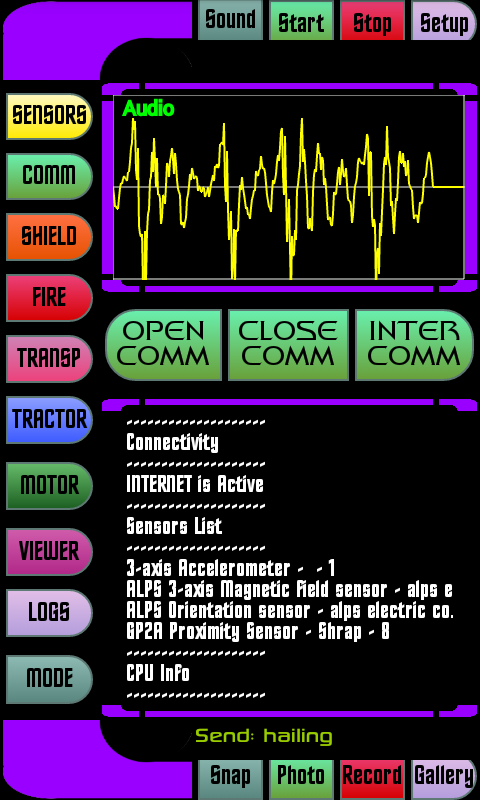 Sound
Start
Stop
Setup
SENSORS
COMM
SHIELD
FIRE
TRANSP
TRACTOR
MOTOR
VIEWER
LOGS
MODE
Audio
OPEN COMM
CLOSE COMM
INTER COMM
--------------------
Connectivity
--------------------
INTERNET is Active
--------------------
Sensors List
--------------------
3-axis Accelerometer - - 1
ALPS 3-axis Magnetic field sensor - alps e
ALPS Orientation sensor - alps electric co.
GP2A Proximity Sensor - Shrap - 8
--------------------
CPU Info
--------------------
Send: hailing
Snap
Photo
Record
Gallery